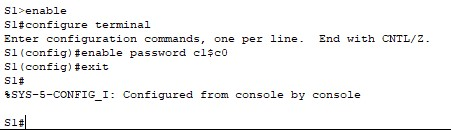 S1>enable
S1#configure terminal
Enter configuration commands, one per line.  End with CNTL/Z.
S1(config)#enable password c1$c0
S1(config)#exit
S1#
%SYS-5-CONFIG_I: Configured from console by console
S1#